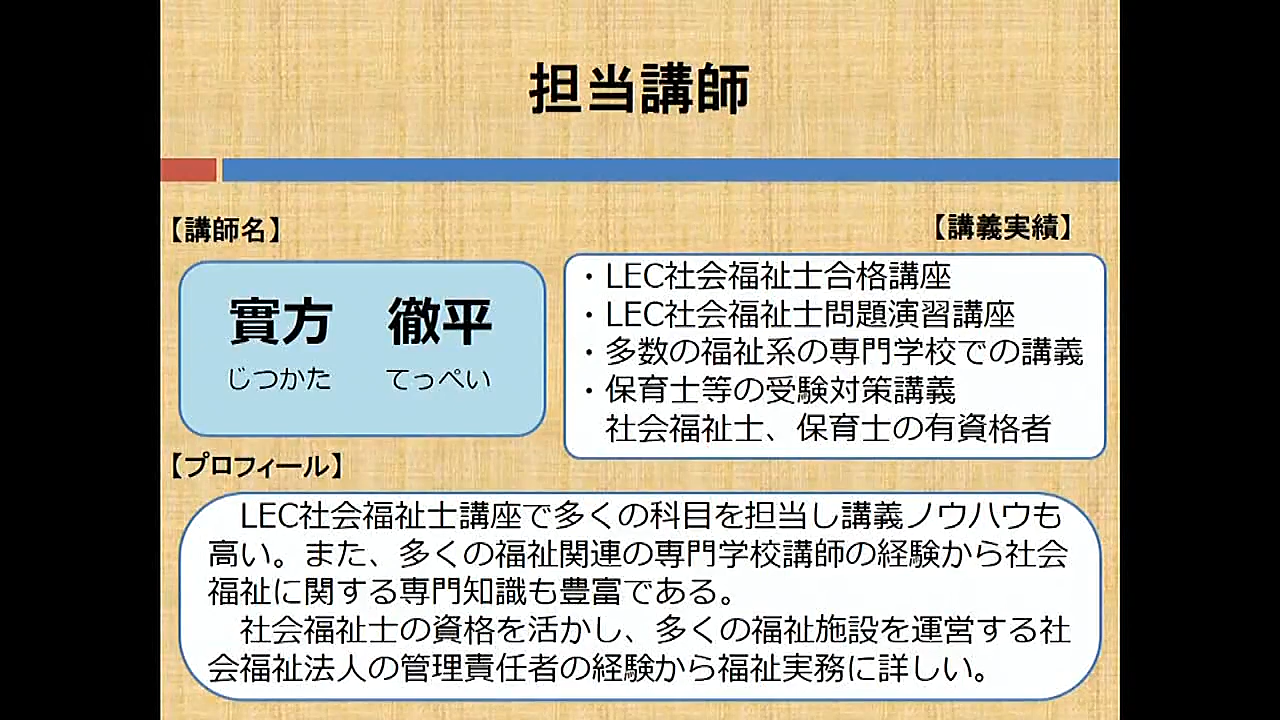 担当講師
【講師名】
實方　徹平
じつかた　てっぺい
【講義実績】
・LEC社会福祉士合格講座
・LEC社会福祉士問題演習講座
・多数の福祉系の専門学校での講義
・保育士等の受験対策講義
社会福祉士、保育士の有資格者
【プロフィール】
LEC社会福祉士講座で多くの科目を担当し講義ノウハウも
高い。また、多くの福祉関連の専門学校講師の経験から社会
福祉に関する専門知識も豊富である。
社会福祉士の資格を活かし、多くの福祉施設を運営する社
会福祉法人の管理責任者の経験から福祉実務に詳しい。